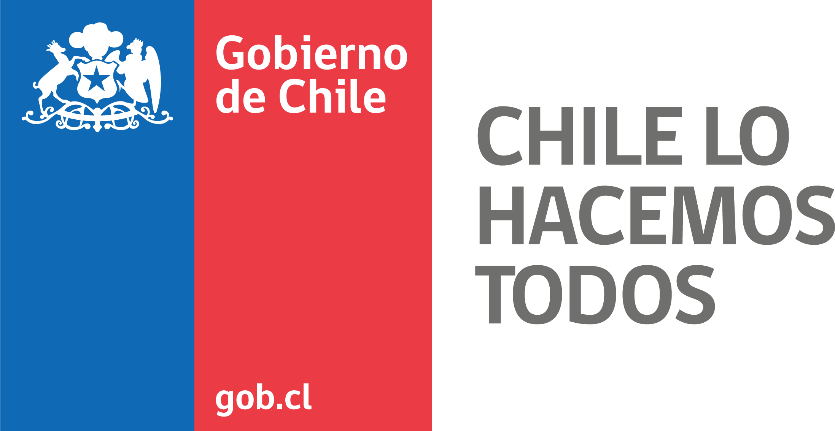 Gobierno
de Chile
gob.cl
CHILE LO
HACEMOS
TODOS